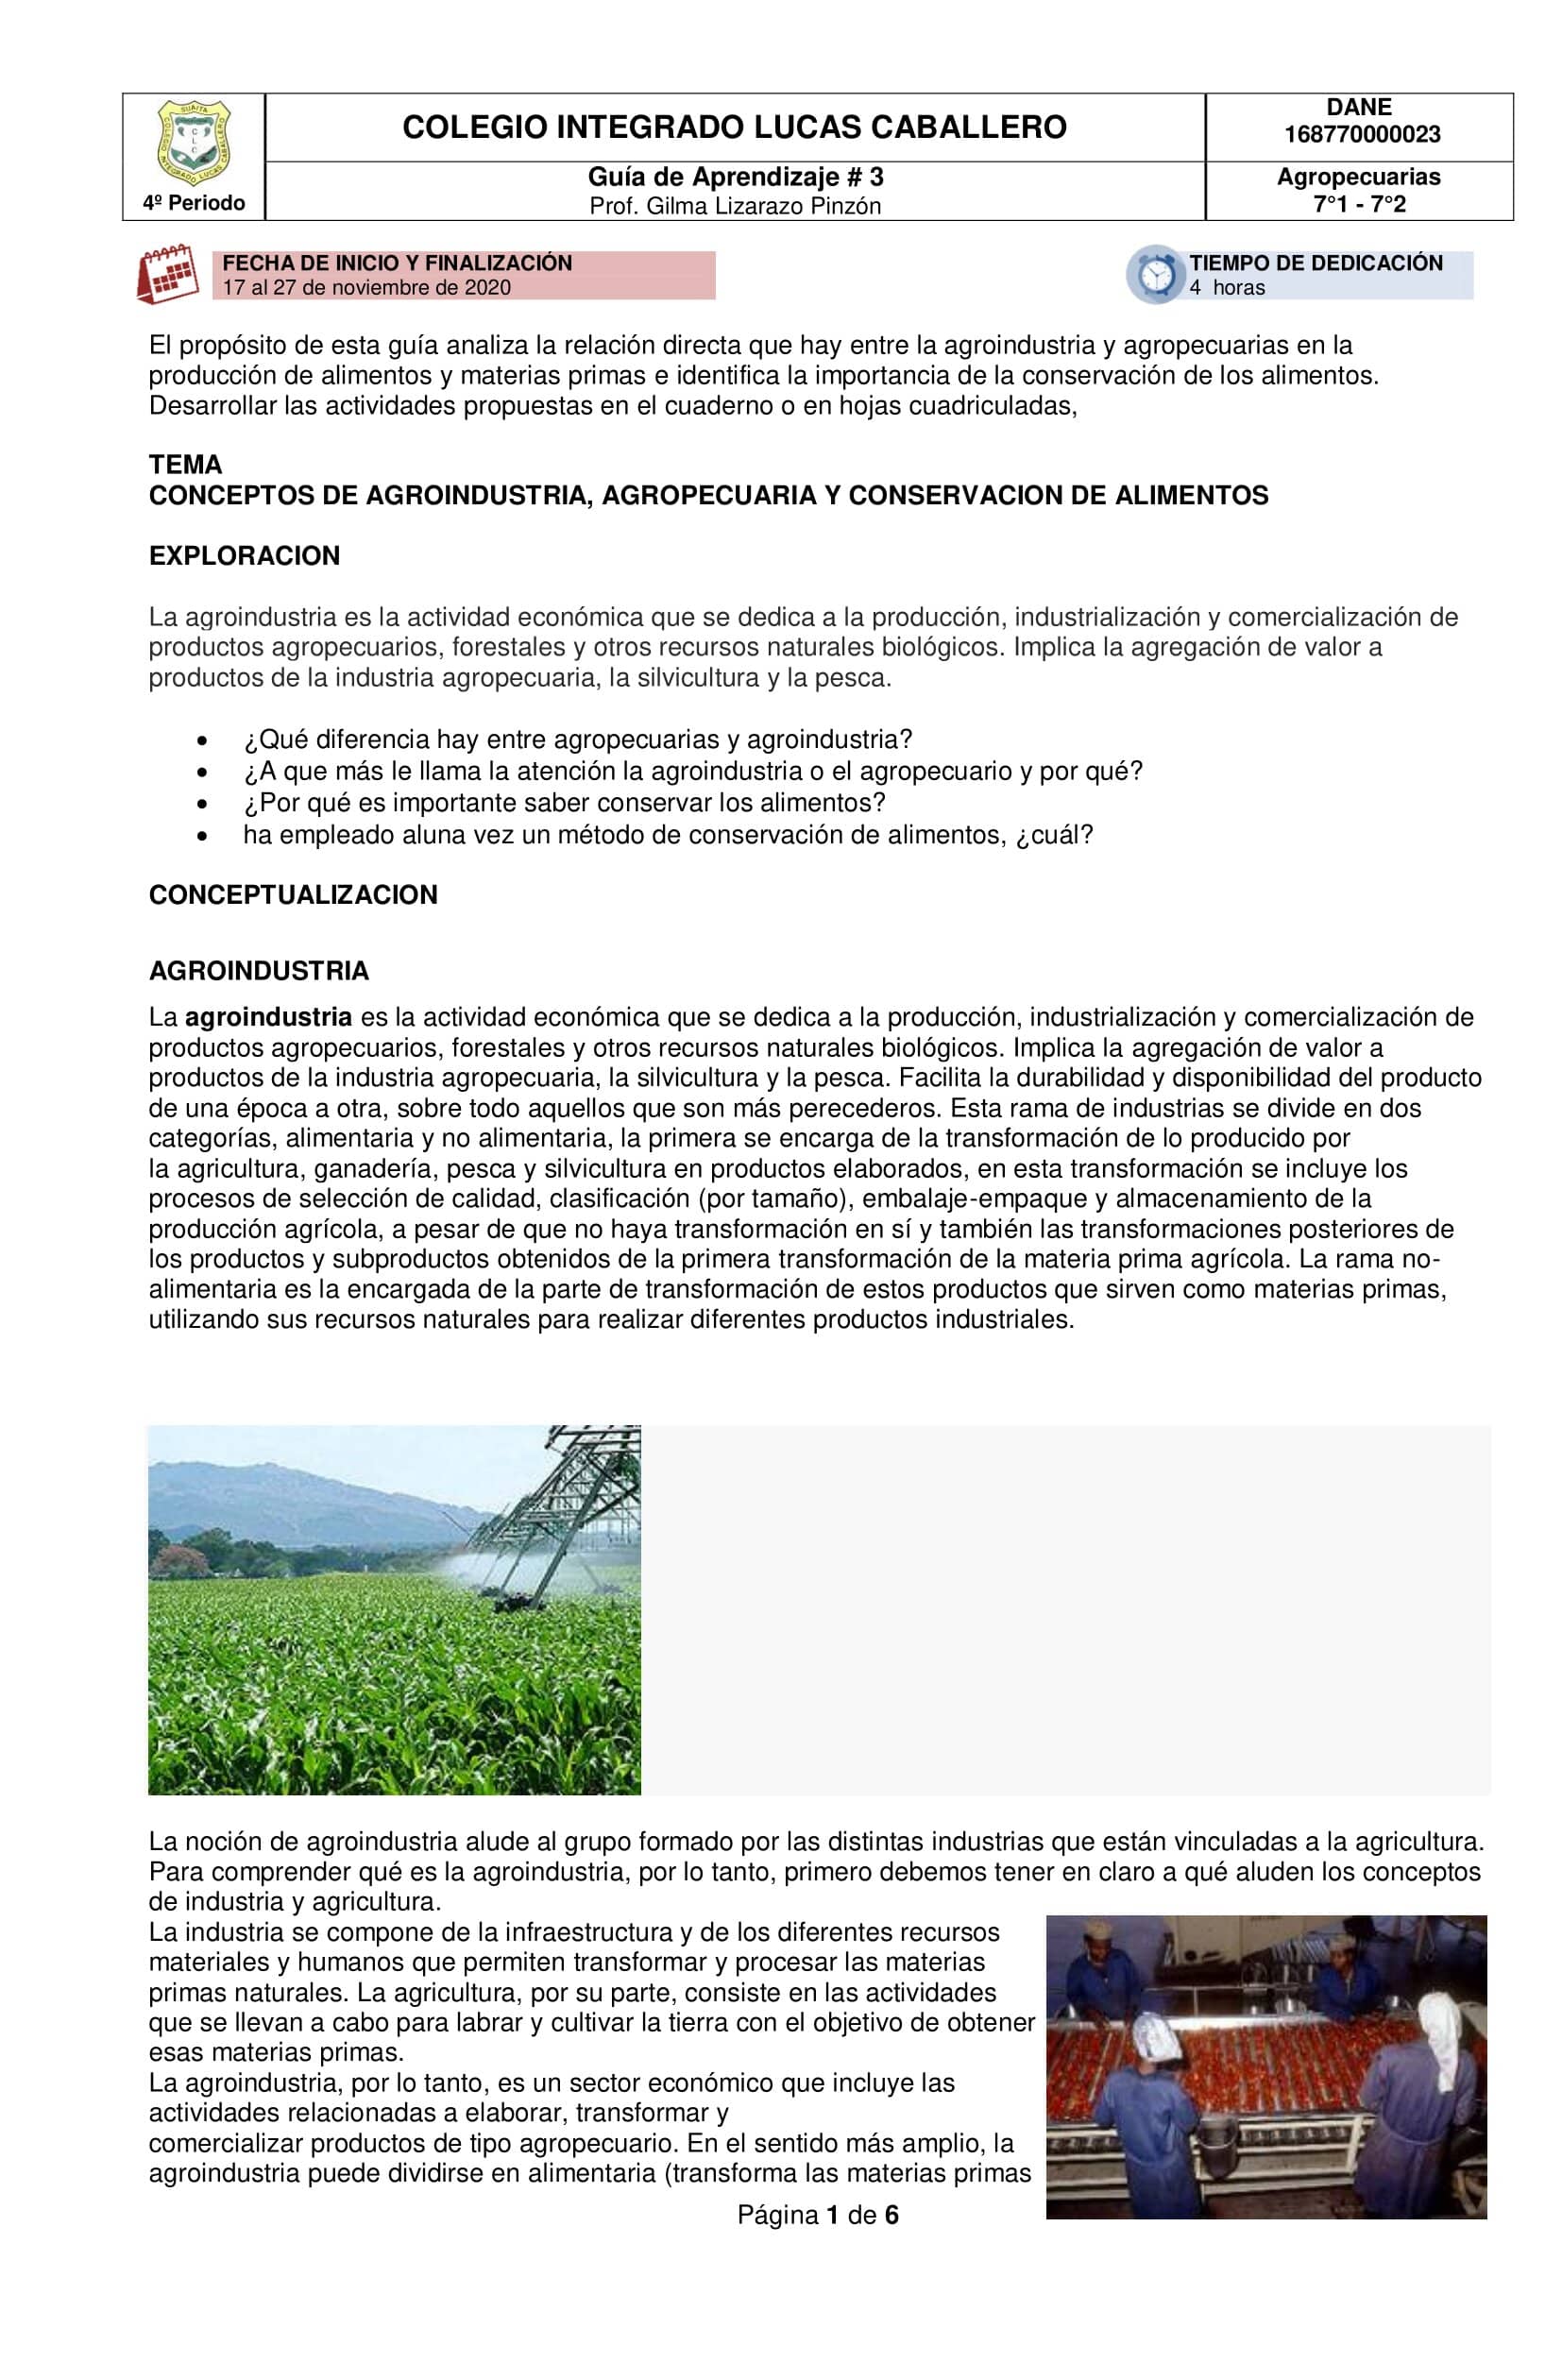 SUAITA
C L C
COLEGIO INTEGRADO LUCAS CABALLERO
4º Periodo
COLEGIO INTEGRADO LUCAS CABALLERO
Guía de Aprendizaje # 3
Prof. Gilma Lizarazo Pinzón
DANE
168770000023
Agropecuarias
7°1 - 7°2
FECHA DE INICIO Y FINALIZACIÓN
17 al 27 de noviembre de 2020
TIEMPO DE DEDICACIÓN
4 horas
El propósito de esta guía analiza la relación directa que hay entre la agroindustria y agropecuarias en la
producción de alimentos y materias primas e identifica la importancia de la conservación de los alimentos.
Desarrollar las actividades propuestas en el cuaderno o en hojas cuadriculadas,
TEMA
CONCEPTOS DE AGROINDUSTRIA, AGROPECUARIA Y CONSERVACION DE ALIMENTOS
EXPLORACION
La agroindustria es la actividad económica que se dedica a la producción, industrialización y comercialización de
productos agropecuarios, forestales y otros recursos naturales biológicos. Implica la agregación de valor a
productos de la industria agropecuaria, la silvicultura y la pesca.
• ¿Qué diferencia hay entre agropecuarias y agroindustria?
• ¿A que más le llama la atención la agroindustria o el agropecuario y por qué?
• ¿Por qué es importante saber conservar los alimentos?
• ha empleado aluna vez un método de conservación de alimentos, ¿cuál?
CONCEPTUALIZACION
AGROINDUSTRIA
La agroindustria es la actividad económica que se dedica a la producción, industrialización y comercialización de
productos agropecuarios, forestales y otros recursos naturales biológicos. Implica la agregación de valor a
productos de la industria agropecuaria, la silvicultura y la pesca. Facilita la durabilidad y disponibilidad del producto
de una época a otra, sobre todo aquellos que son más perecederos. Esta rama de industrias se divide en dos
categorías, alimentaria y no alimentaria, la primera se encarga de la transformación de lo producido por
la agricultura, ganadería, pesca y silvicultura en productos elaborados, en esta transformación se incluye los
procesos de selección de calidad, clasificación (por tamaño), embalaje-empaque y almacenamiento de la
producción agrícola, a pesar de que no haya transformación en sí y también las transformaciones posteriores de
los productos y subproductos obtenidos de la primera transformación de la materia prima agrícola. La rama no-
alimentaria es la encargada de la parte de transformación de estos productos que sirven como materias primas,
utilizando sus recursos naturales para realizar diferentes productos industriales.
La noción de agroindustria alude al grupo formado por las distintas industrias que están vinculadas a la agricultura.
Para comprender qué es la agroindustria, por lo tanto, primero debemos tener en claro a qué aluden los conceptos
de industria y agricultura.
La industria se compone de la infraestructura y de los diferentes recursos
materiales y humanos que permiten transformar y procesar las materias
primas naturales. La agricultura, por su parte, consiste en las actividades
que se llevan a cabo para labrar y cultivar la tierra con el objetivo de obtener
esas materias primas.
La agroindustria, por lo tanto, es un sector económico que incluye las
actividades relacionadas a elaborar, transformar y
comercializar productos de tipo agropecuario. En el sentido más amplio, la
agroindustria puede dividirse en alimentaria (transforma las materias primas
Página 1 de 6